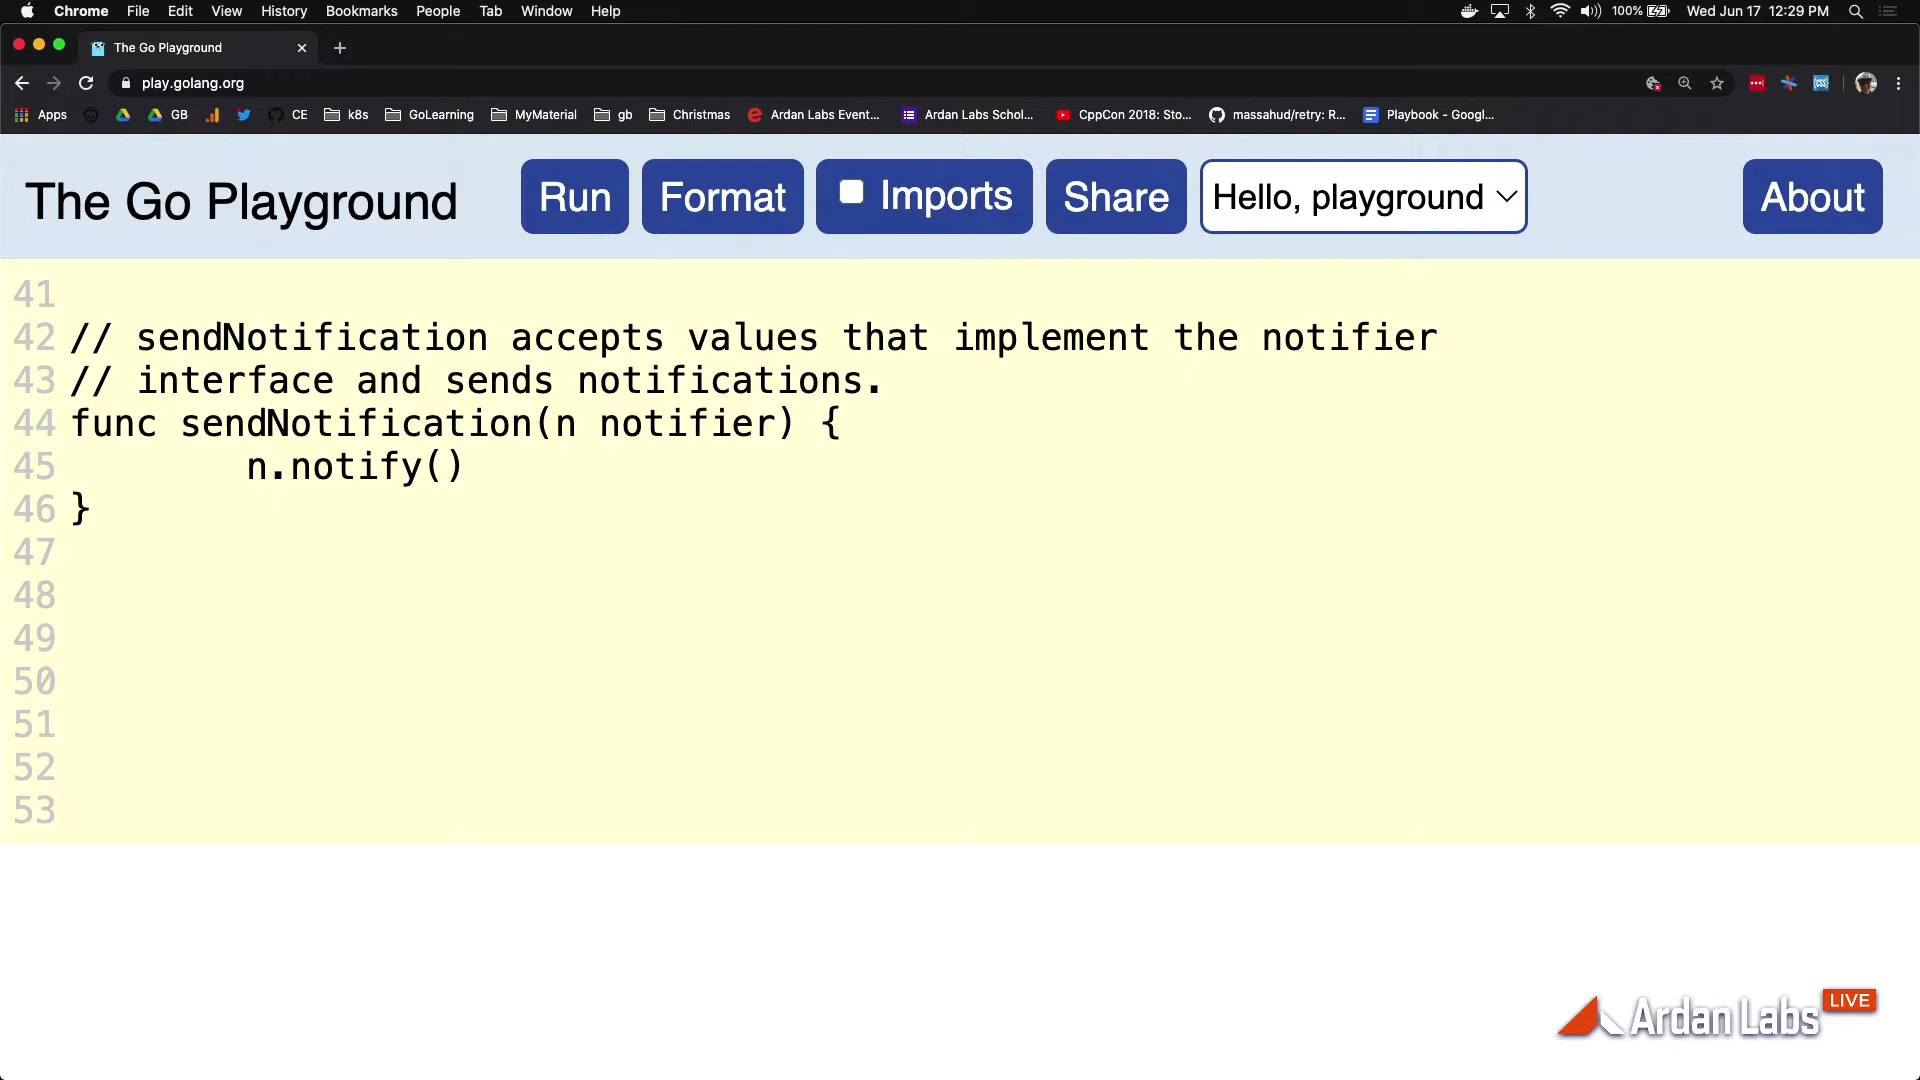 Chrome File Edit View History Bookmarks People Tab Window Help 100% Wed Jun 17 12:29 PM
The Go Playground
play.golang.org
Apps GB CE k8s GoLearning MyMaterial gb Christmas Ardan Labs Event... Ardan Labs Schol... CppCon 2018: Sto... massahud/retry: R... Playbook - Googl...
The Go Playground Run Format Imports Share Hello, playground About
41
42 // sendNotification accepts values that implement the notifier
43 // interface and sends notifications.
44 func sendNotification(n notifier) {
45 n.notify()
46 }
47
48
49
50
51
52
53
Ardan Labs LIVE